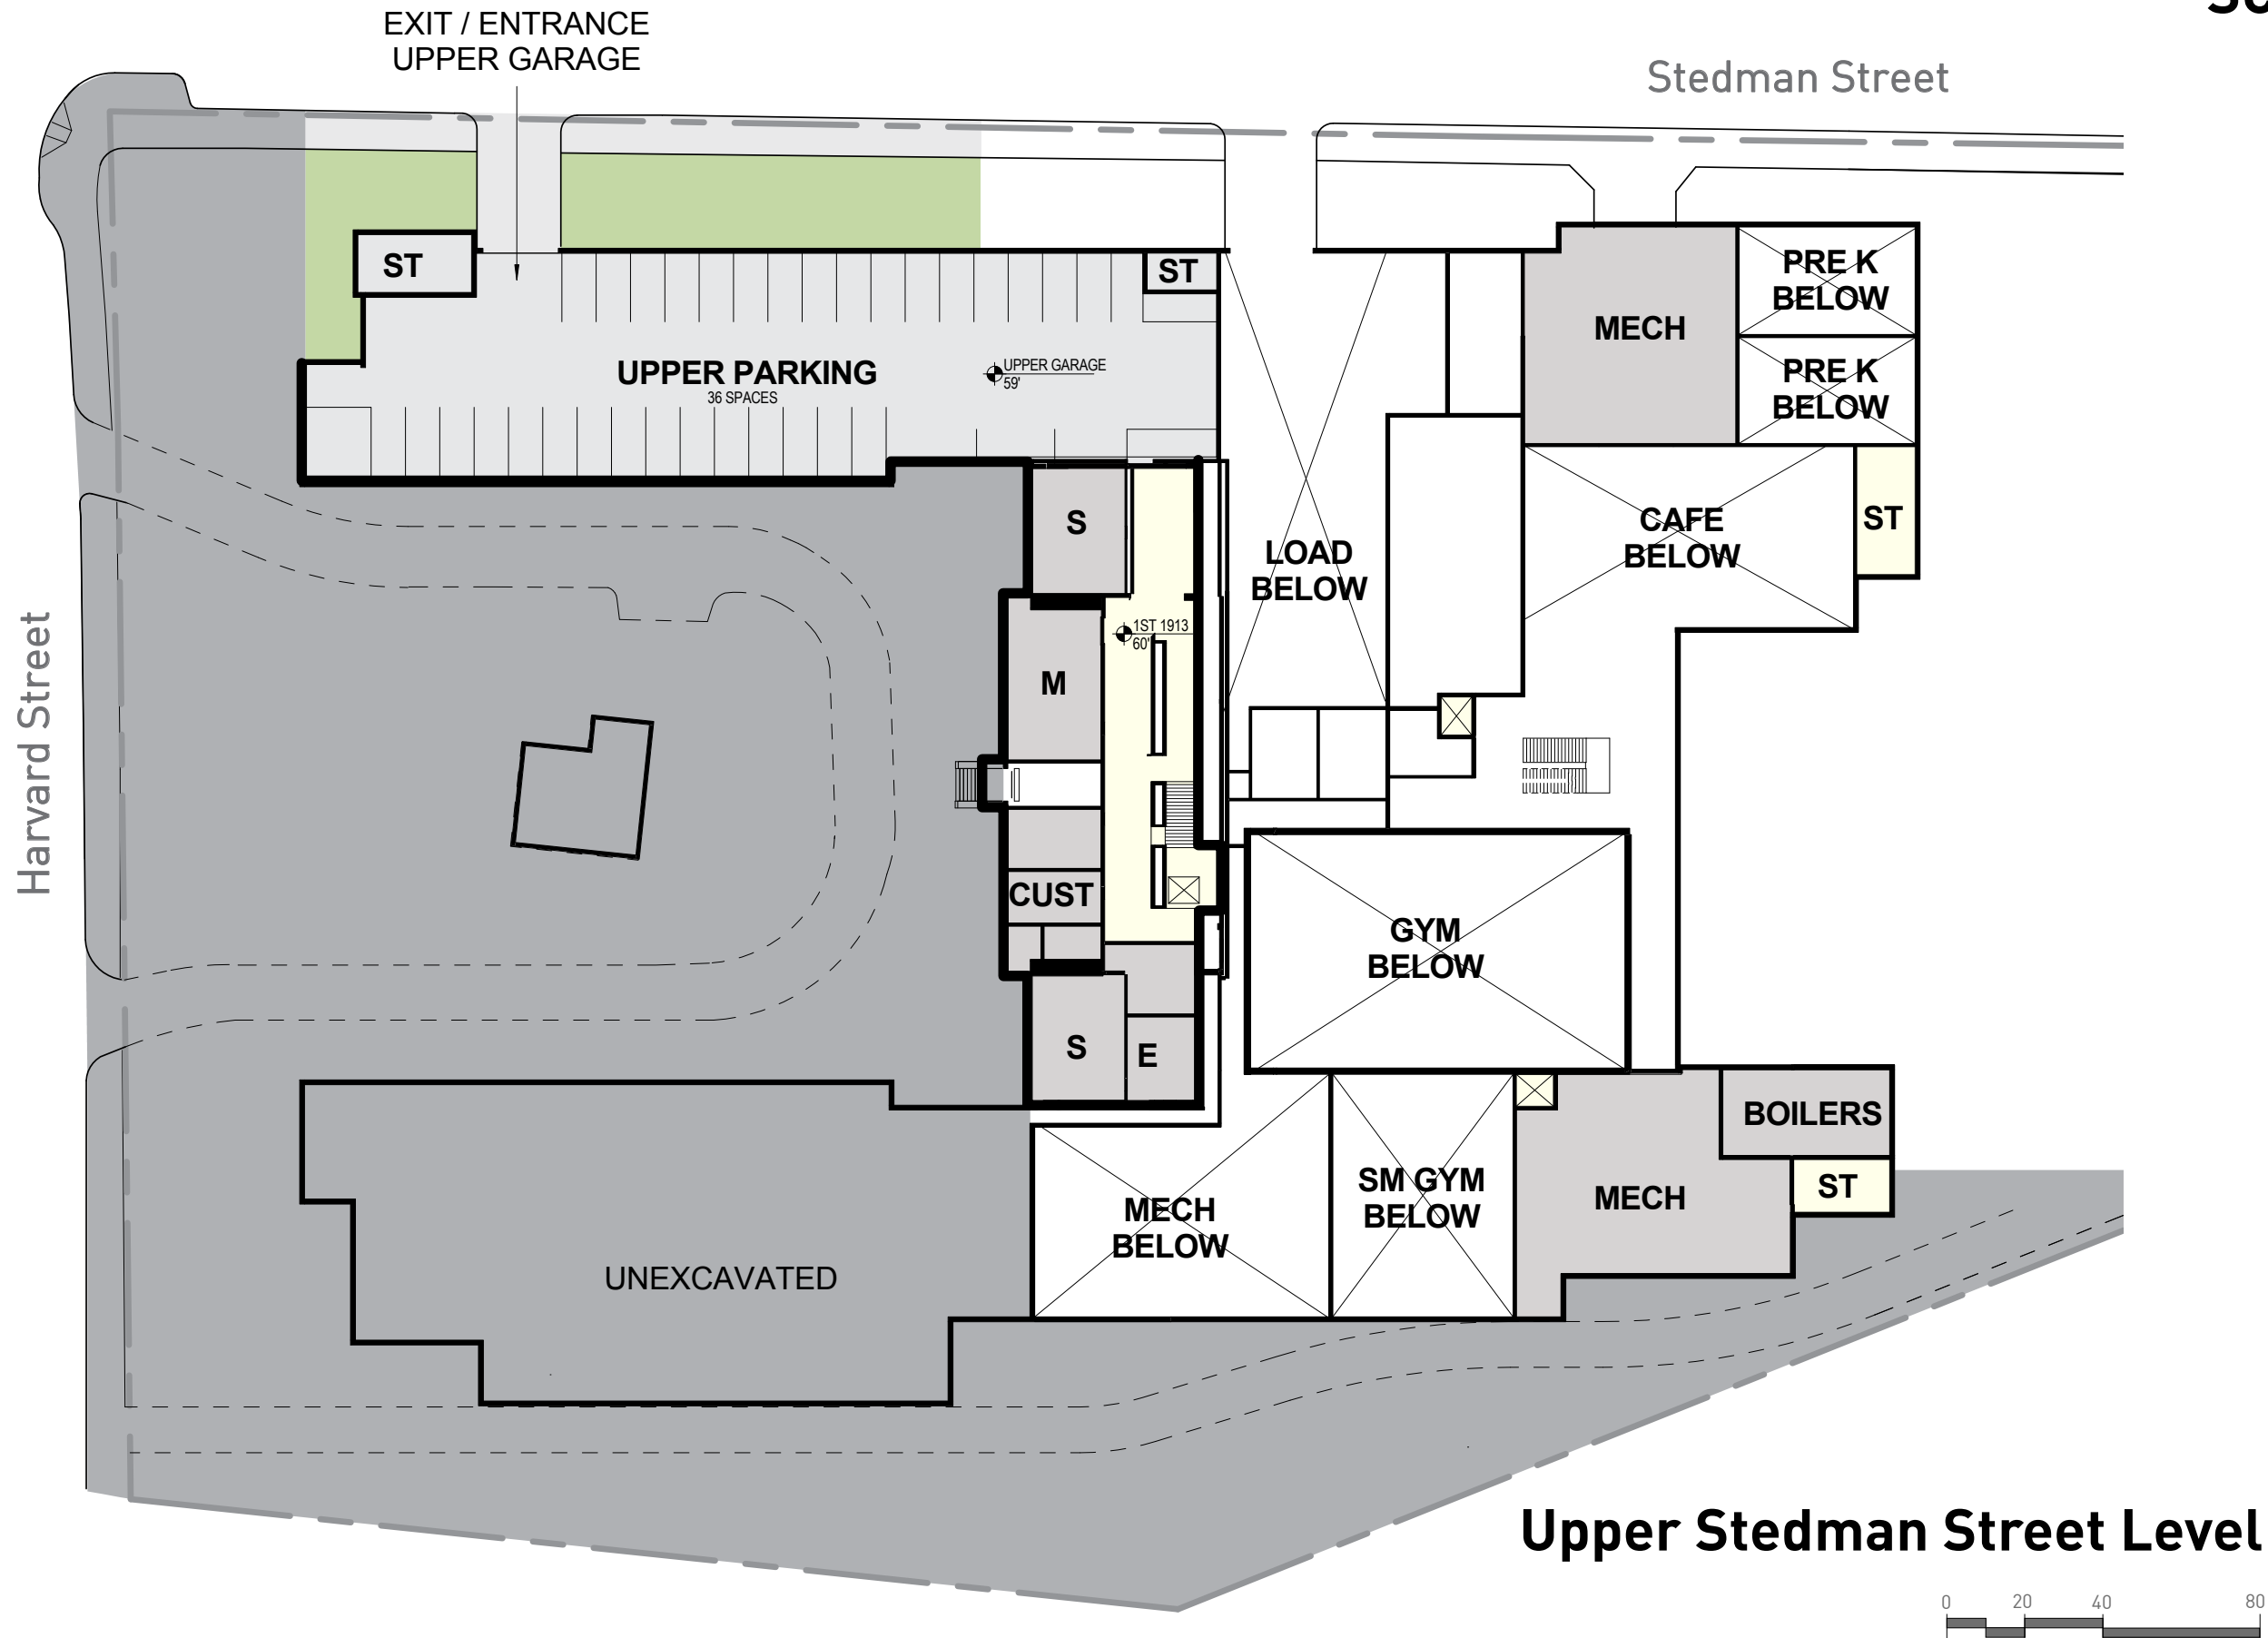 EXIT / ENTRANCE
UPPER GARAGE
Stedman Street
ST
ST
PRE K
BELOW
MECH
PRE K
BELOW
UPPER PARKING
36 SPACES
UPPER GARAGE
59'
S
LOAD
BELOW
CAFE
BELOW
ST
1ST 1913
60'
M
Harvard Street
CUST
GYM
BELOW
S
E
BOILERS
MECH
BELOW
SM GYM
BELOW
MECH
ST
UNEXCAVATED
Upper Stedman Street Level
0 20 40 80